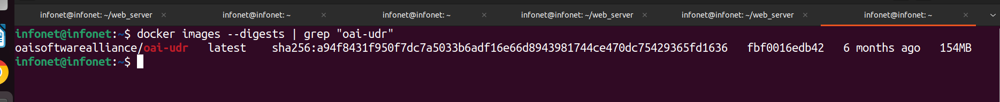 infonet@infonet: ~/web_server × infonet@infonet: ~ × infonet@infonet: ~ × infonet@infonet: ~/web_server × infonet@infonet: ~/web_server × infonet@infonet: ~ ×
infonet@infonet:~$ docker images --digests | grep "oai-udr"
oaisoftwarealliance/oai-udr latest sha256:a94f8431f950f7dc7a5033b6adf16e66d8943981744ce470dc75429365fd1636 fbf0016edb42 6 months ago 154MB
infonet@infonet:~$